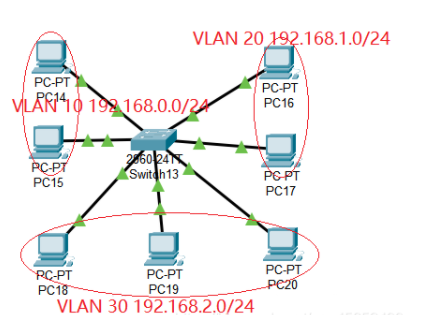 VLAN 20 192.168.1.0/24
PC-PT
PC14
PC-PT
PC16
VLAN 10 192.168.0.0/24
2960-24TT
Switch13
PC-PT
PC15
PC-PT
PC17
PC-PT
PC18
PC-PT
PC19
PC-PT
PC20
VLAN 30 192.168.2.0/24